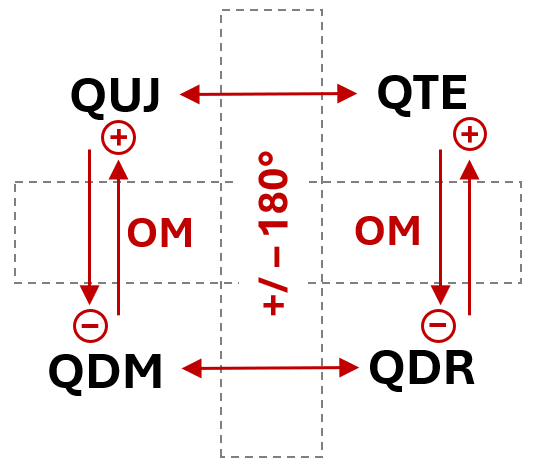 QUJ QTE
+ +
OM +/– 180° OM
– –
QDM QDR